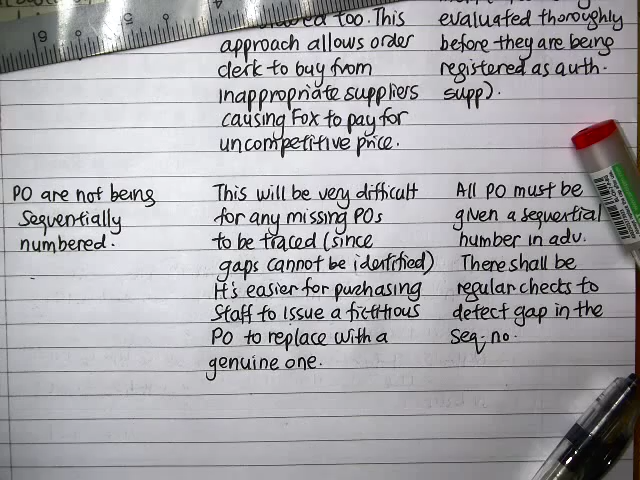 too. This
approach allows order
clerk to buy from
inappropriate suppliers
causing Fox to pay for
uncompetitive price.
evaluated thoroughly
before they are being
registered as auth.
supp).
PO are not being
Sequentially
numbered.
This will be very difficult
for any missing POs
to be traced (since
gaps cannot be identified)
It's easier for purchasing
Staff to issue a fictitious
PO to replace with a
genuine one.
All PO must be
given a sequential
number in adv.
There shall be
regular checks to
detect gap in the
seq. no.